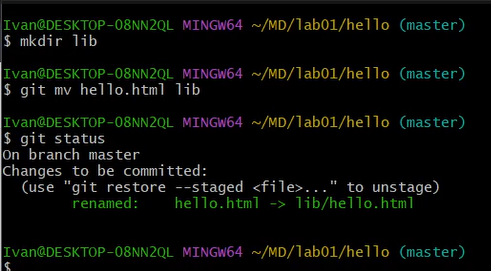 Ivan@DESKTOP-08NN2QL MINGW64 ~/MD/lab01/hello (master)
$ mkdir lib
Ivan@DESKTOP-08NN2QL MINGW64 ~/MD/lab01/hello (master)
$ git mv hello.html lib
Ivan@DESKTOP-08NN2QL MINGW64 ~/MD/lab01/hello (master)
$ git status
On branch master
Changes to be committed:
  (use "git restore --staged <file>..." to unstage)
        renamed:    hello.html -> lib/hello.html
Ivan@DESKTOP-08NN2QL MINGW64 ~/MD/lab01/hello (master)
$